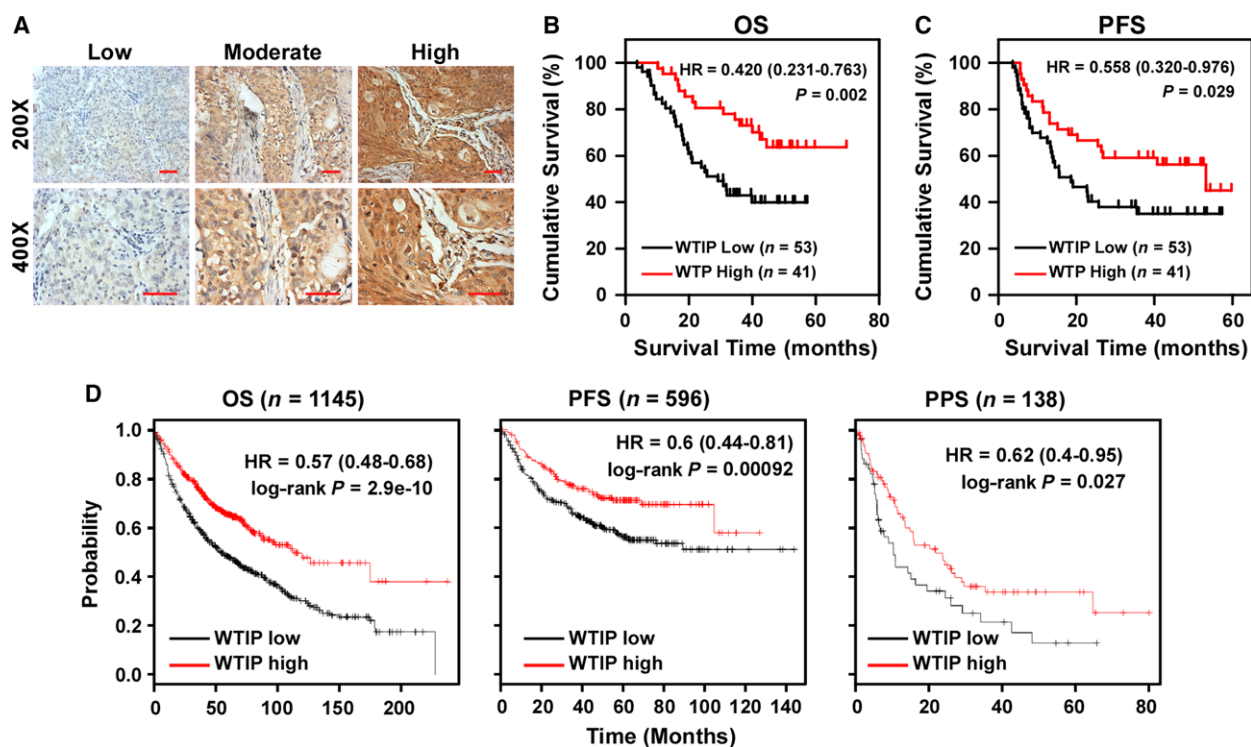 A
Low
Moderate
High
200X
400X
B
OS
HR = 0.420 (0.231-0.763)
P = 0.002
Cumulative Survival (%)
100
80
60
40
20
0
WTIP Low (n = 53)
WTP High (n = 41)
0 20 40 60 80
Survival Time (months)
C
PFS
HR = 0.558 (0.320-0.976)
P = 0.029
Cumulative Survival (%)
100
80
60
40
80
0
WTIP Low (n = 53)
WTP High (n = 41)
0 20 40 60
Survival Time (months)
D
OS (n = 1145)
HR = 0.57 (0.48-0.68)
log-rank P = 2.9e-10
Probability
1.0
0.8
0.6
0.4
0.2
0.0
WTIP low
WTIP high
0 50 100 150 200
PFS (n = 596)
HR = 0.6 (0.44-0.81)
log-rank P = 0.00092
WTIP low
WTIP high
0 20 40 60 80 100 120 140
PPS (n = 138)
HR = 0.62 (0.4-0.95)
log-rank P = 0.027
WTIP low
WTIP high
0 20 40 60 80
Time (Months)